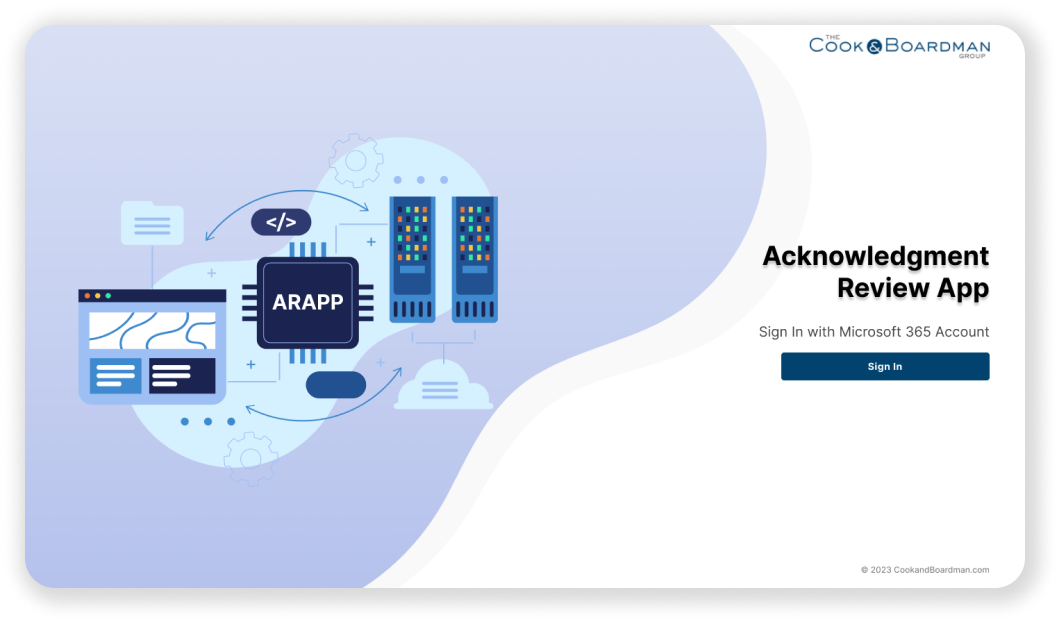 THE
COOK & BOARDMAN
GROUP
</>
ARAPP
Acknowledgment
Review App
Sign In with Microsoft 365 Account
Sign In
© 2023 CookandBoardman.com